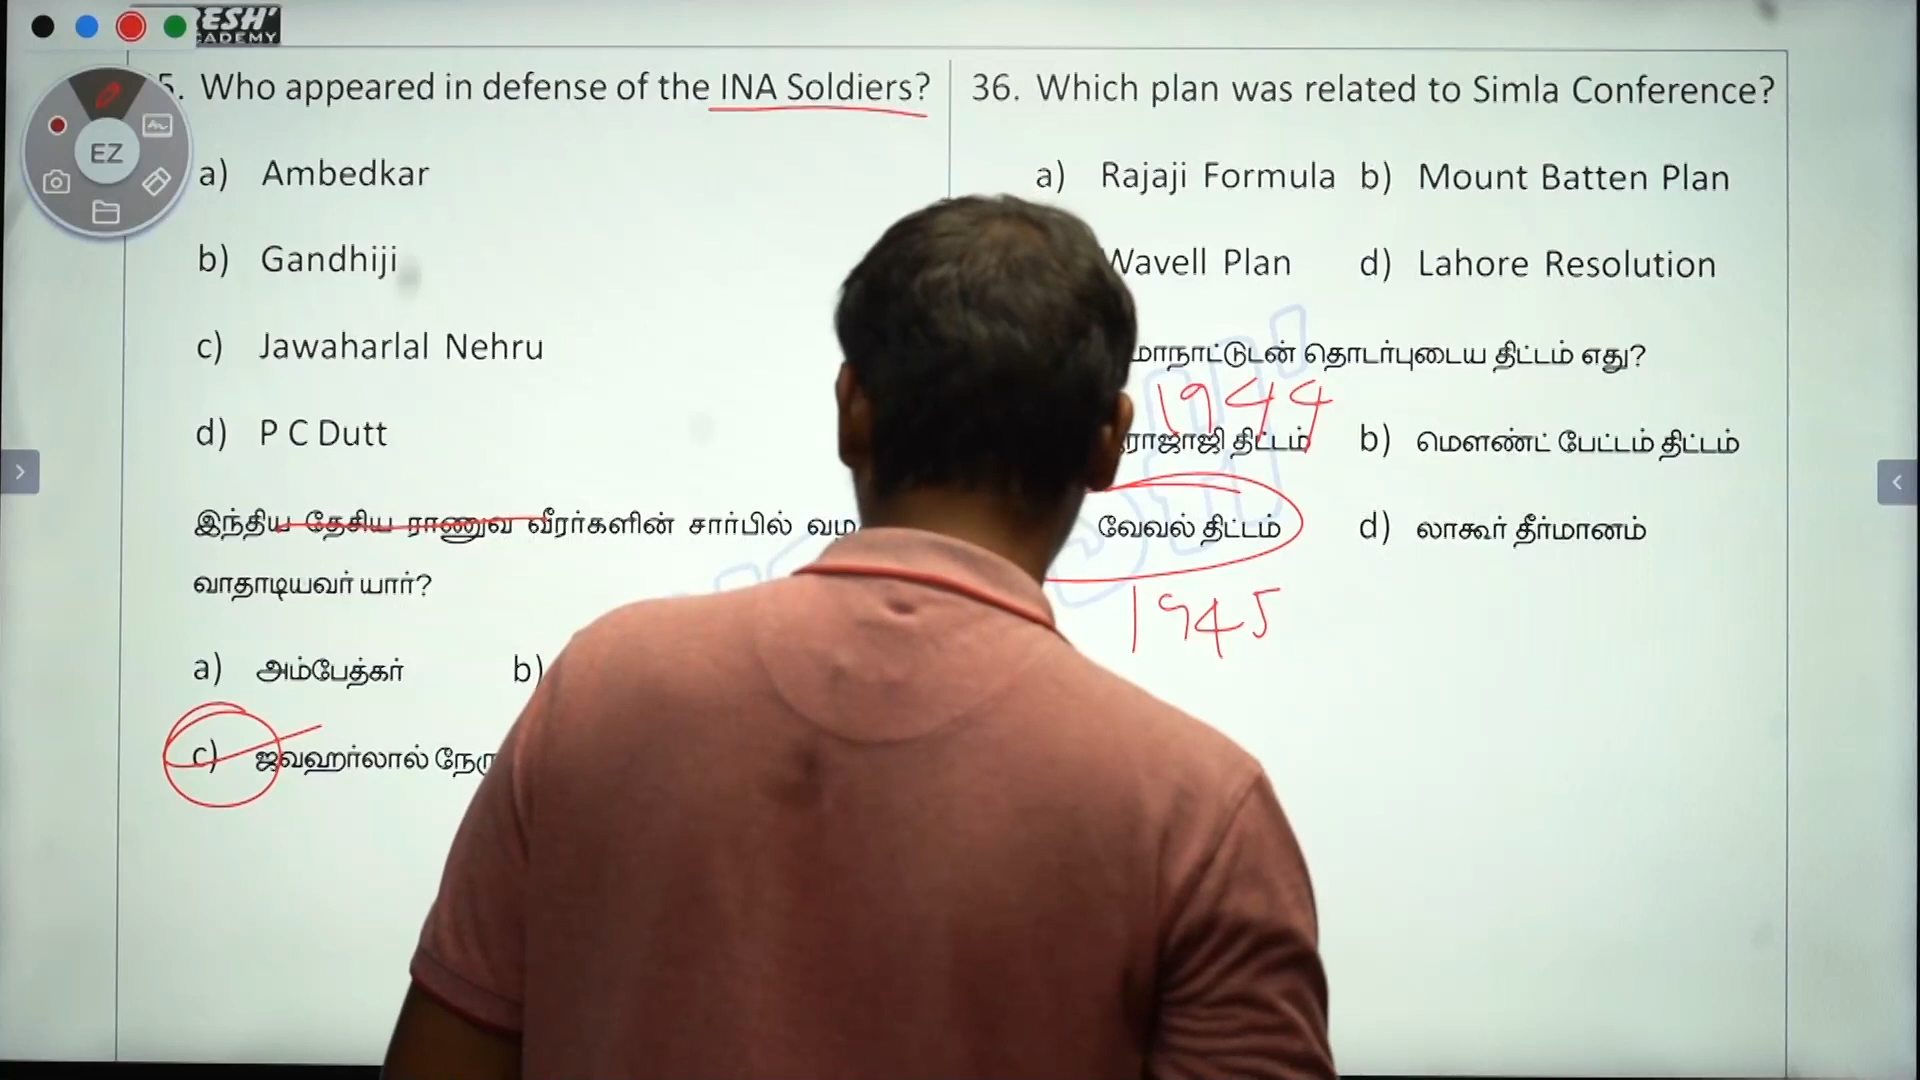 ESH'
CADEMY
5. Who appeared in defense of the INA Soldiers?
a) Ambedkar
b) Gandhiji
c) Jawaharlal Nehru
d) P C Dutt
இந்திய தேசிய ராணுவ வீரர்களின் சார்பில்
வாதாடியவர் யார்?
a) அம்பேத்கர் b)
c) ஜவஹர்லால் நேரு
36. Which plan was related to Simla Conference?
a) Rajaji Formula b) Mount Batten Plan
Wavell Plan d) Lahore Resolution
மாநாட்டுடன் தொடர்புடைய திட்டம் எது?
1944
ராஜாஜி திட்டம் b) மௌண்ட் பேட்டம் திட்டம்
வேவல் திட்டம் d) லாகூர் தீர்மானம்
1945
EZ